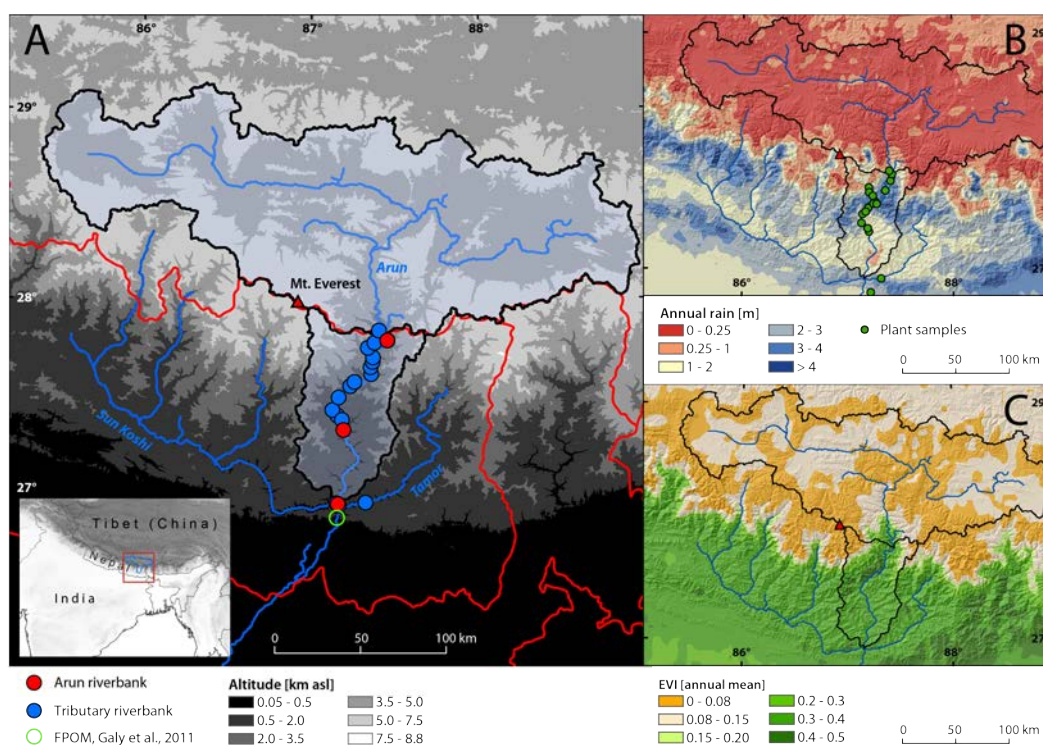 A
86°
87°
88°
29°
28°
27°
Arun
Mt. Everest
Sun Koshi
Tamor
Tibet (China)
Nepal
India
0
50
100 km
Arun riverbank
Tributary riverbank
FPOM, Galy et al., 2011
Altitude [km asl]
0.05 - 0.5
0.5 - 2.0
2.0 - 3.5
3.5 - 5.0
5.0 - 7.5
7.5 - 8.8
B
29
27
86°
88°
Annual rain [m]
0 - 0.25
0.25 - 1
1 - 2
2 - 3
3 - 4
> 4
Plant samples
0
50
100 km
C
29
27
86°
88°
EVI [annual mean]
0 - 0.08
0.08 - 0.15
0.15 - 0.20
0.2 - 0.3
0.3 - 0.4
0.4 - 0.5
0
50
100 km